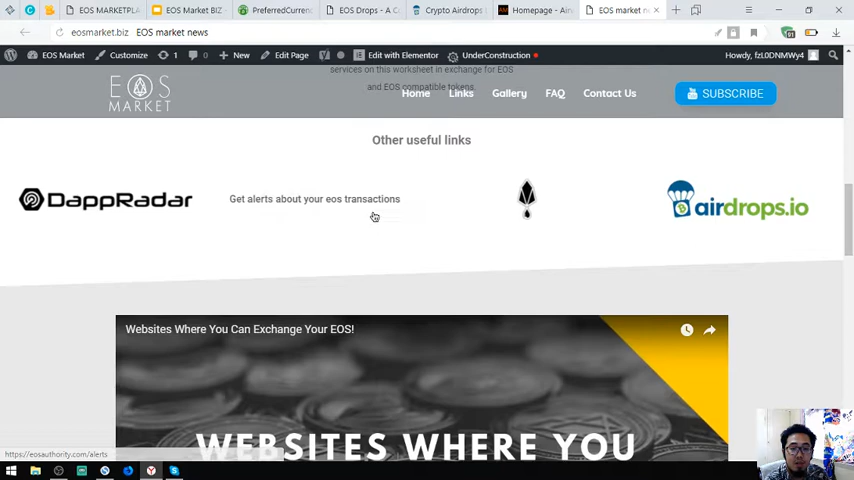 EOS MARKETPLA
EOS Market BIZ -
PreferredCurrenc
EOS Drops - A C
Crypto Airdrops
Homepage - Air
EOS market n
eosmarket.biz EOS market news
EOS Market Customize 1 0 New Edit Page Edit with Elementor UnderConstruction Howdy, fzL0DNMWy4
services on this worksheet in exchange for EOS
and EOS compatible tokens.
EOS
MARKET
Home Links Gallery FAQ Contact Us SUBSCRIBE
Other useful links
DappRadar
Get alerts about your eos transactions
airdrops.io
Websites Where You Can Exchange Your EOS!
WEBSITES WHERE YOU
https://eosauthority.com/alerts